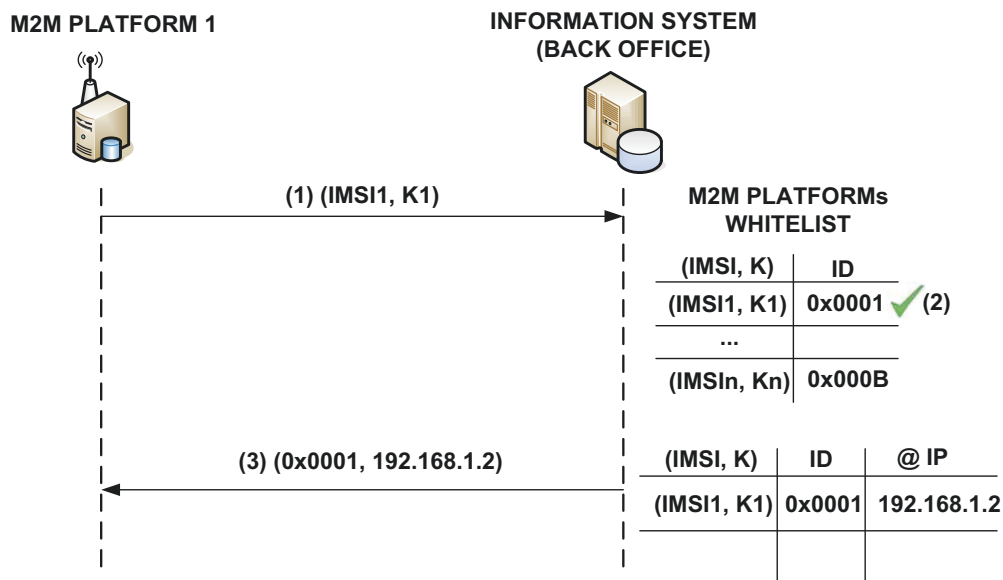 M2M PLATFORM 1
INFORMATION SYSTEM
(BACK OFFICE)
(1) (IMSI1, K1)
M2M PLATFORMs
WHITELIST
(IMSI, K) ID
(IMSI1, K1) 0x0001 (2)
...
(IMSIn, Kn) 0x000B
(3) (0x0001, 192.168.1.2)
(IMSI, K) ID @ IP
(IMSI1, K1) 0x0001 192.168.1.2